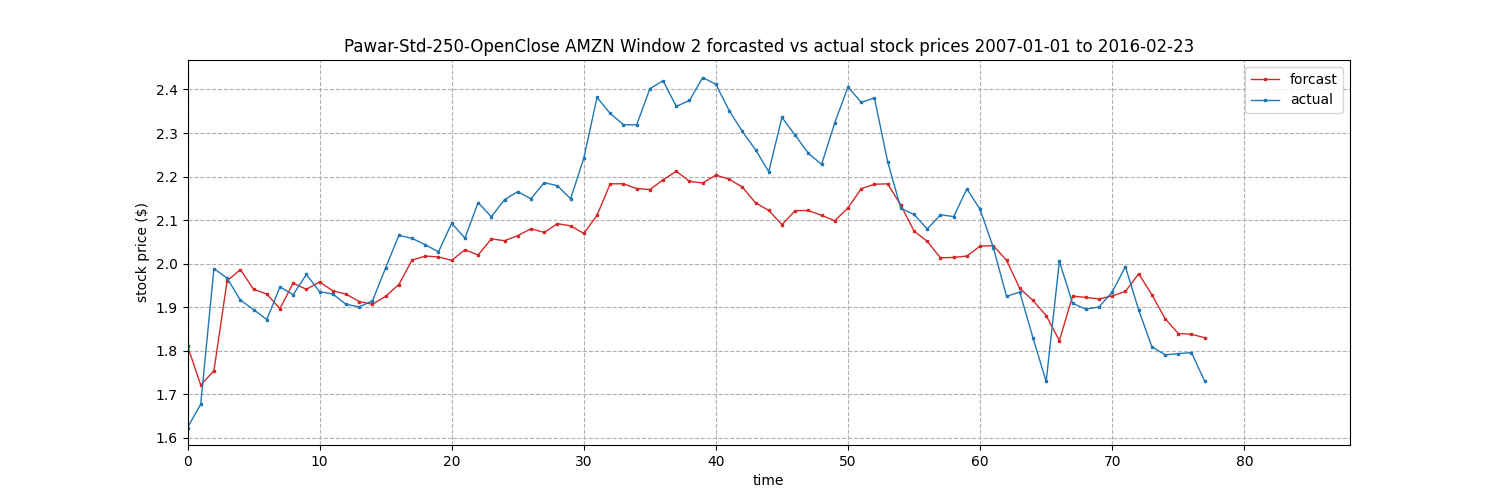 Pawar-Std-250-OpenClose AMZN Window 2 forcasted vs actual stock prices 2007-01-01 to 2016-02-23
forcast
actual
stock price ($)
2.4
2.3
2.2
2.1
2.0
1.9
1.8
1.7
1.6
0 10 20 30 40 50 60 70 80
time